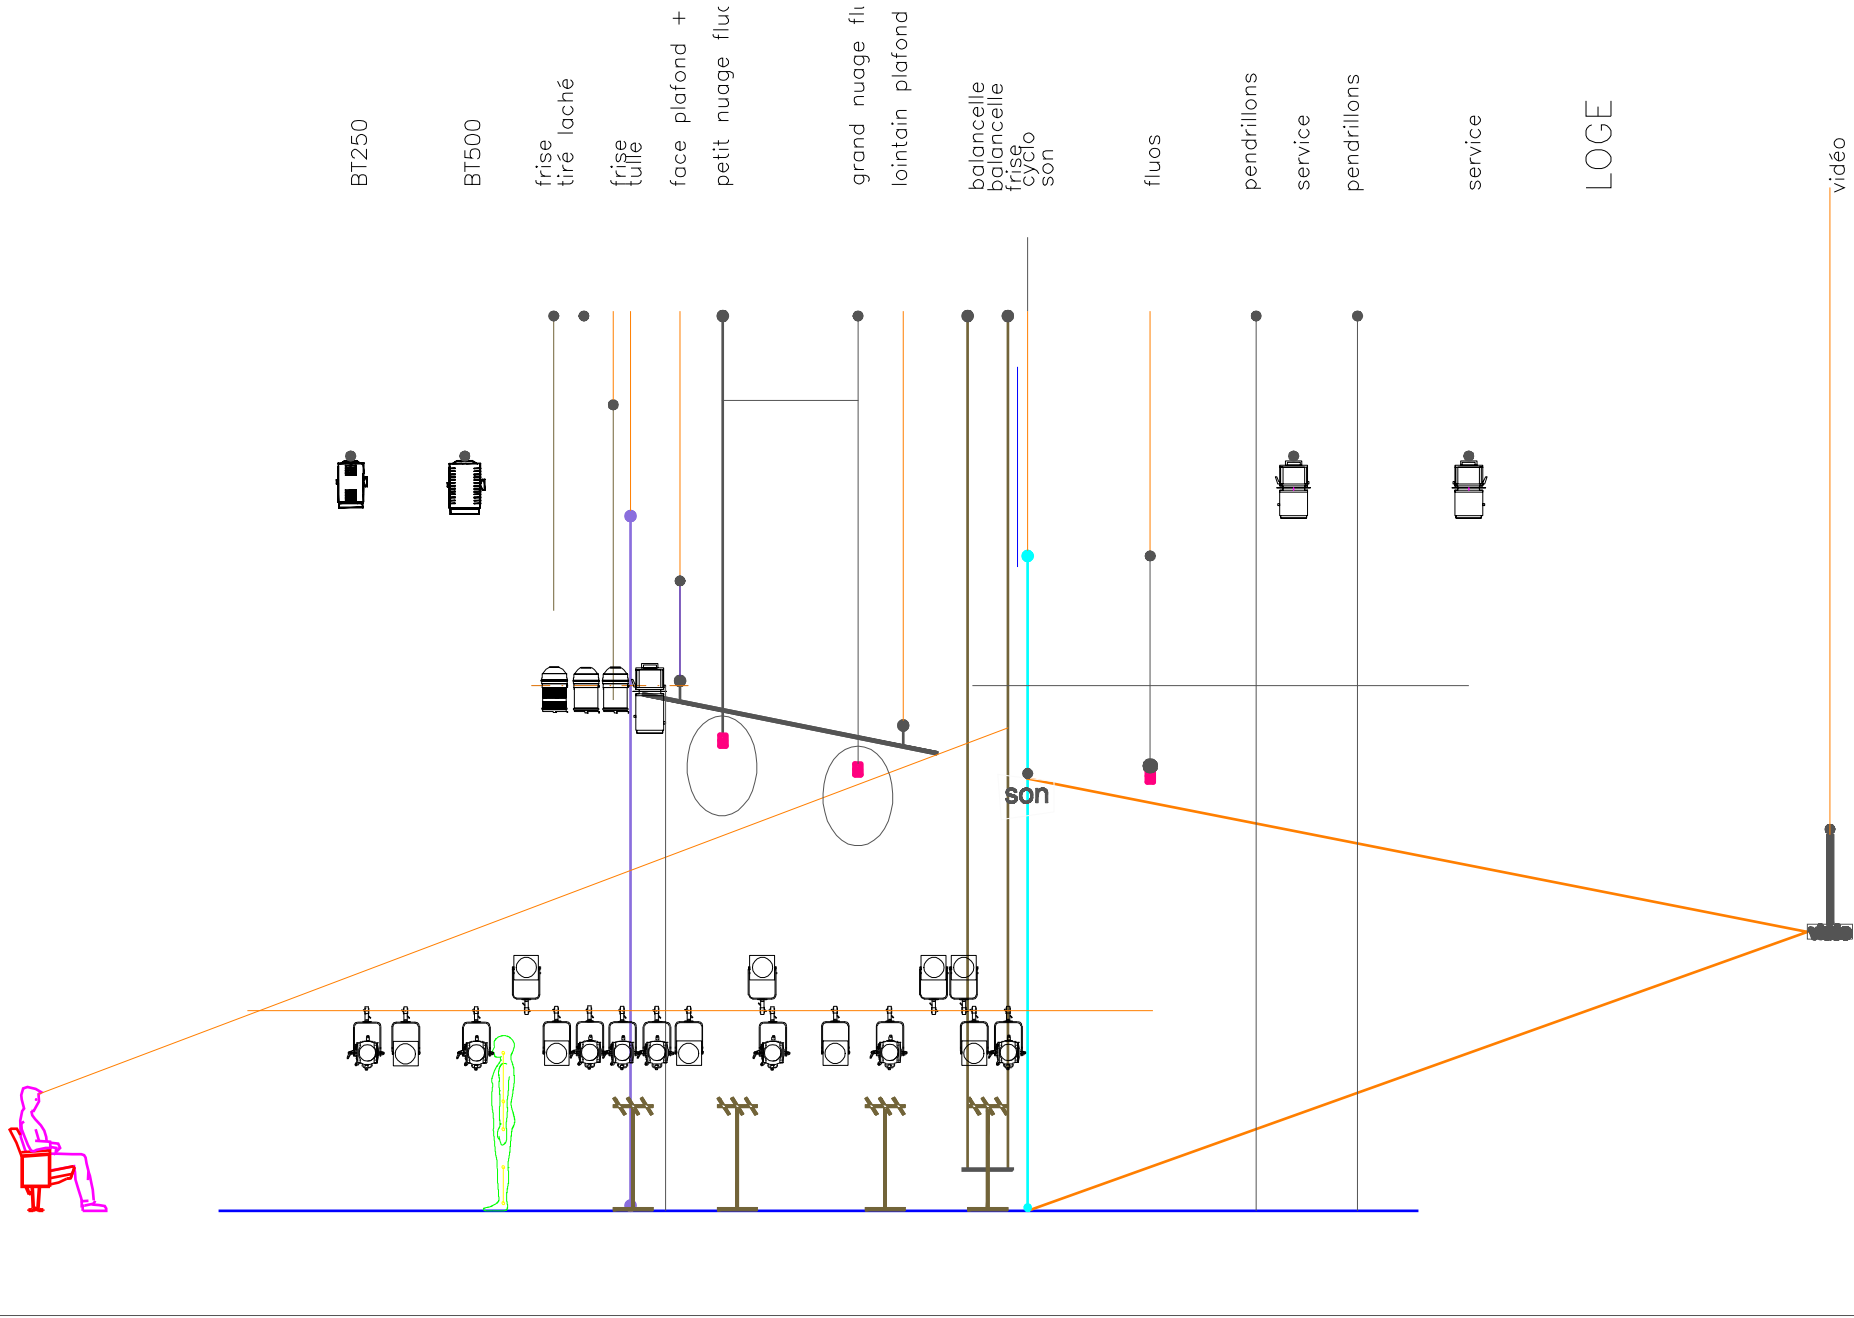 BT250
BT500
frise
tiré laché
frise
tulle
face plafond +
petit nuage
grand nuage
lointain plafond
balancelle
balancelle
frise
cyclo
son
fluos
pendrillons
service
pendrillons
service
LOGE
vidéo
son